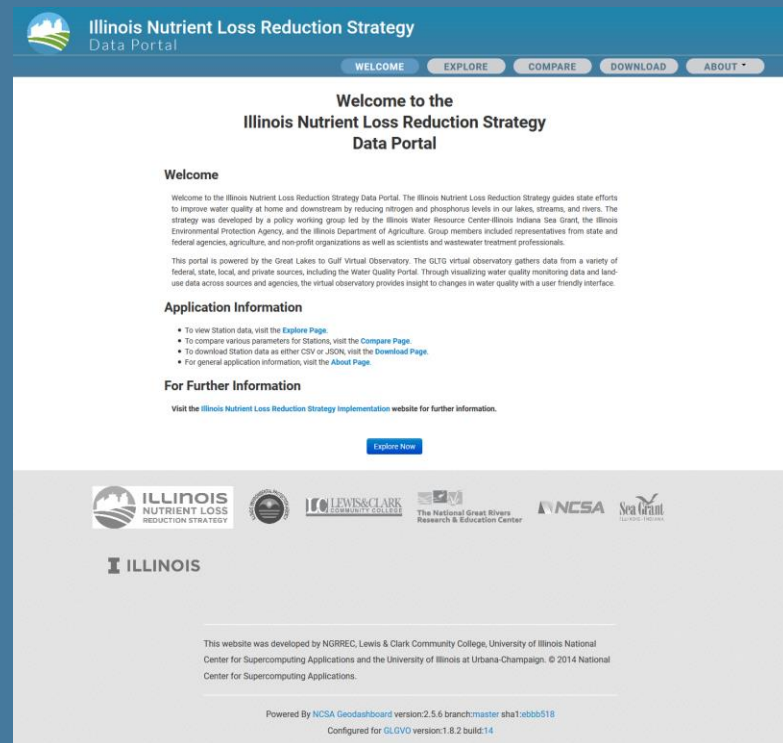 Illinois Nutrient Loss Reduction Strategy
Data Portal
WELCOME EXPLORE COMPARE DOWNLOAD ABOUT
Welcome to the
Illinois Nutrient Loss Reduction Strategy
Data Portal
Welcome
Welcome to the Illinois Nutrient Loss Reduction Strategy Data Portal. The Illinois Nutrient Loss Reduction Strategy guides state efforts
to improve water quality at home and downstream by reducing nitrogen and phosphorus levels in our lakes, streams, and rivers. The
strategy was developed by a policy working group led by the Illinois Water Resource Center-Illinois Indiana Sea Grant, the Illinois
Environmental Protection Agency, and the Illinois Department of Agriculture. Group members included representatives from state and
federal agencies, agriculture, and non-profit organizations as well as scientists and wastewater treatment professionals.
This portal is powered by the Great Lakes to Gulf Virtual Observatory. The GLTG virtual observatory gathers data from a variety of
federal, state, local, and private sources, including the Water Quality Portal. Through visualizing water quality monitoring data and land-
use data across sources and agencies, the virtual observatory provides insight to changes in water quality with a user friendly interface.
Application Information
• To view Station data, visit the Explore Page.
• To compare various parameters for Stations, visit the Compare Page.
• To download Station data as either CSV or JSON, visit the Download Page.
• For general application information, visit the About Page.
For Further Information
Visit the Illinois Nutrient Loss Reduction Strategy Implementation website for further information.
Explore Now
ILLINOIS
NUTRIENT LOSS
REDUCTION STRATEGY
LEWIS&CLARK
COMMUNITY COLLEGE
The National Great Rivers
Research & Education Center
NCSA
Sea Grant
ILLINOIS-INDIANA
I ILLINOIS
This website was developed by NGRREC, Lewis & Clark Community College, University of Illinois National
Center for Supercomputing Applications and the University of Illinois at Urbana-Champaign. © 2014 National
Center for Supercomputing Applications.
Powered By NCSA Geodashboard version:2.5.6 branch:master sha1:ebbb518
Configured for GLGVO version:1.8.2 build:14